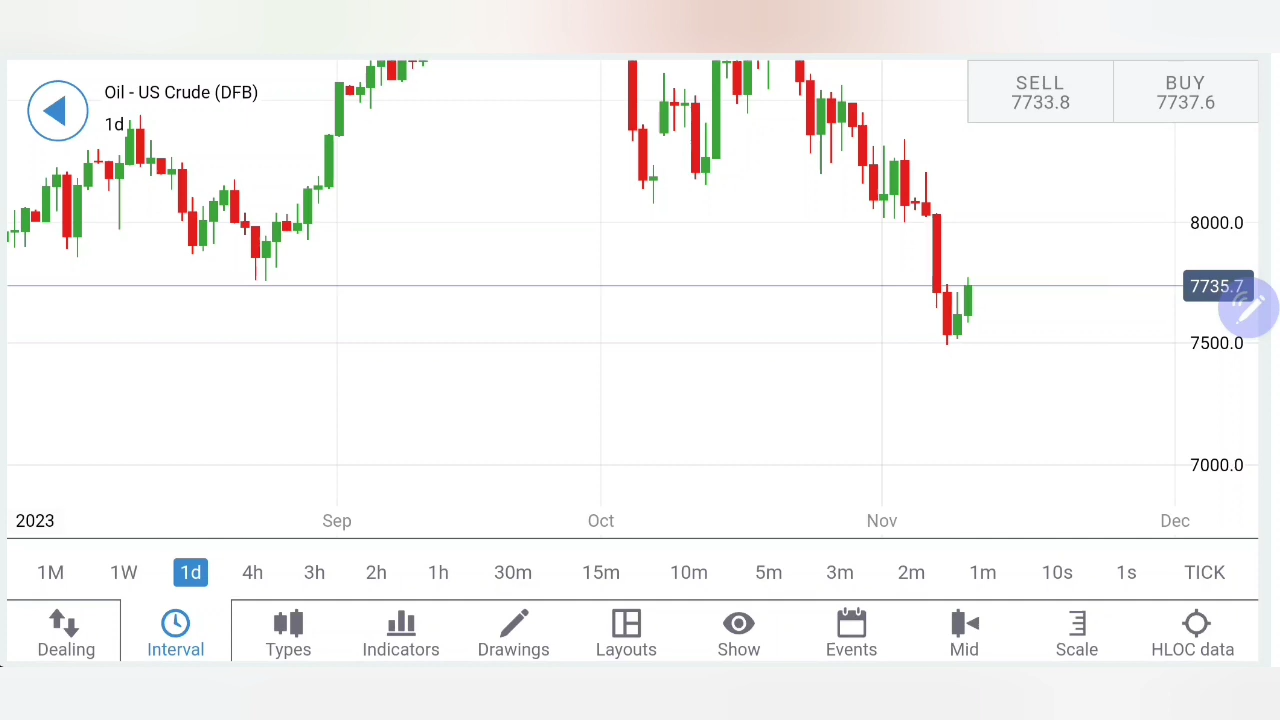 Oil - US Crude (DFB)
1d
SELL
7733.8
BUY
7737.6
8000.0
7735.7
7500.0
7000.0
2023
Sep
Oct
Nov
Dec
1M 1W 1d 4h 3h 2h 1h 30m 15m 10m 5m 3m 2m 1m 10s 1s TICK
Dealing Interval Types Indicators Drawings Layouts Show Events Mid Scale HLOC data